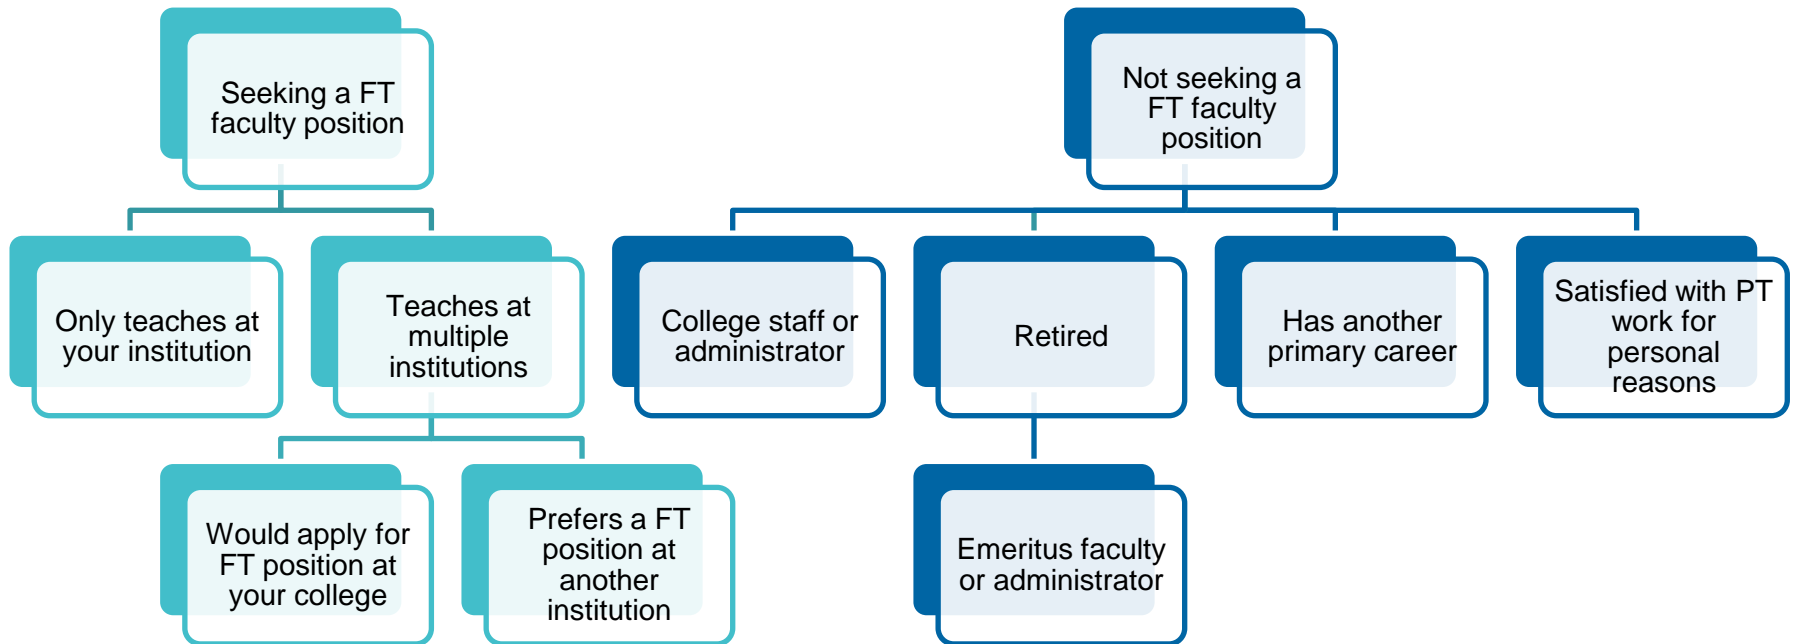 Seeking a FT
faculty position
Not seeking a
FT faculty
position
Only teaches at
your institution
Teaches at
multiple
institutions
College staff or
administrator
Retired
Has another
primary career
Satisfied with PT
work for
personal
reasons
Would apply for
FT position at
your college
Prefers a FT
position at
another
institution
Emeritus faculty
or administrator